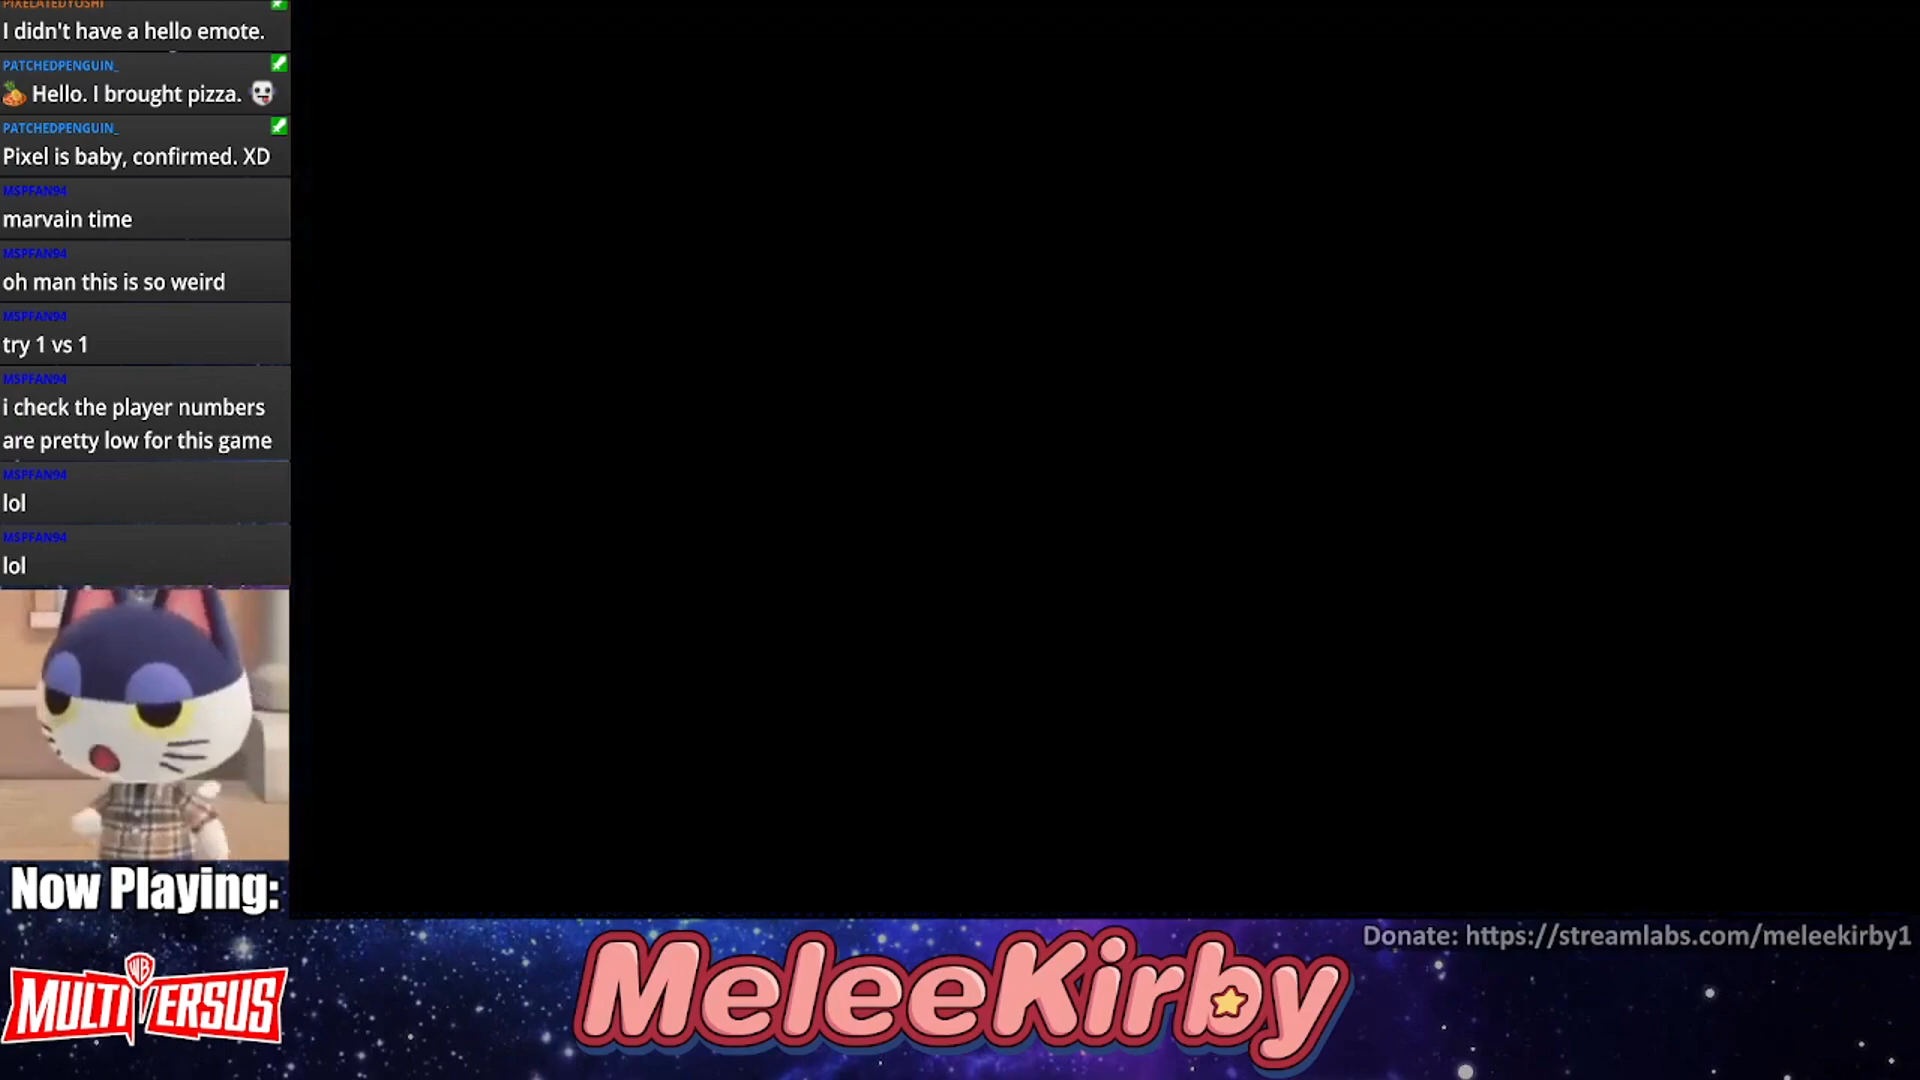 PIXELATEDYOSHI
I didn't have a hello emote.
PATCHEDPENGUIN_
Hello. I brought pizza.
PATCHEDPENGUIN_
Pixel is baby, confirmed. XD
MSPFAN94
marvain time
MSPFAN94
oh man this is so weird
MSPFAN94
try 1 vs 1
MSPFAN94
i check the player numbers
are pretty low for this game
MSPFAN94
lol
MSPFAN94
lol
Now Playing:
WB
MULTIVERSUS
MeleeKirby
Donate: https://streamlabs.com/meleekirby1